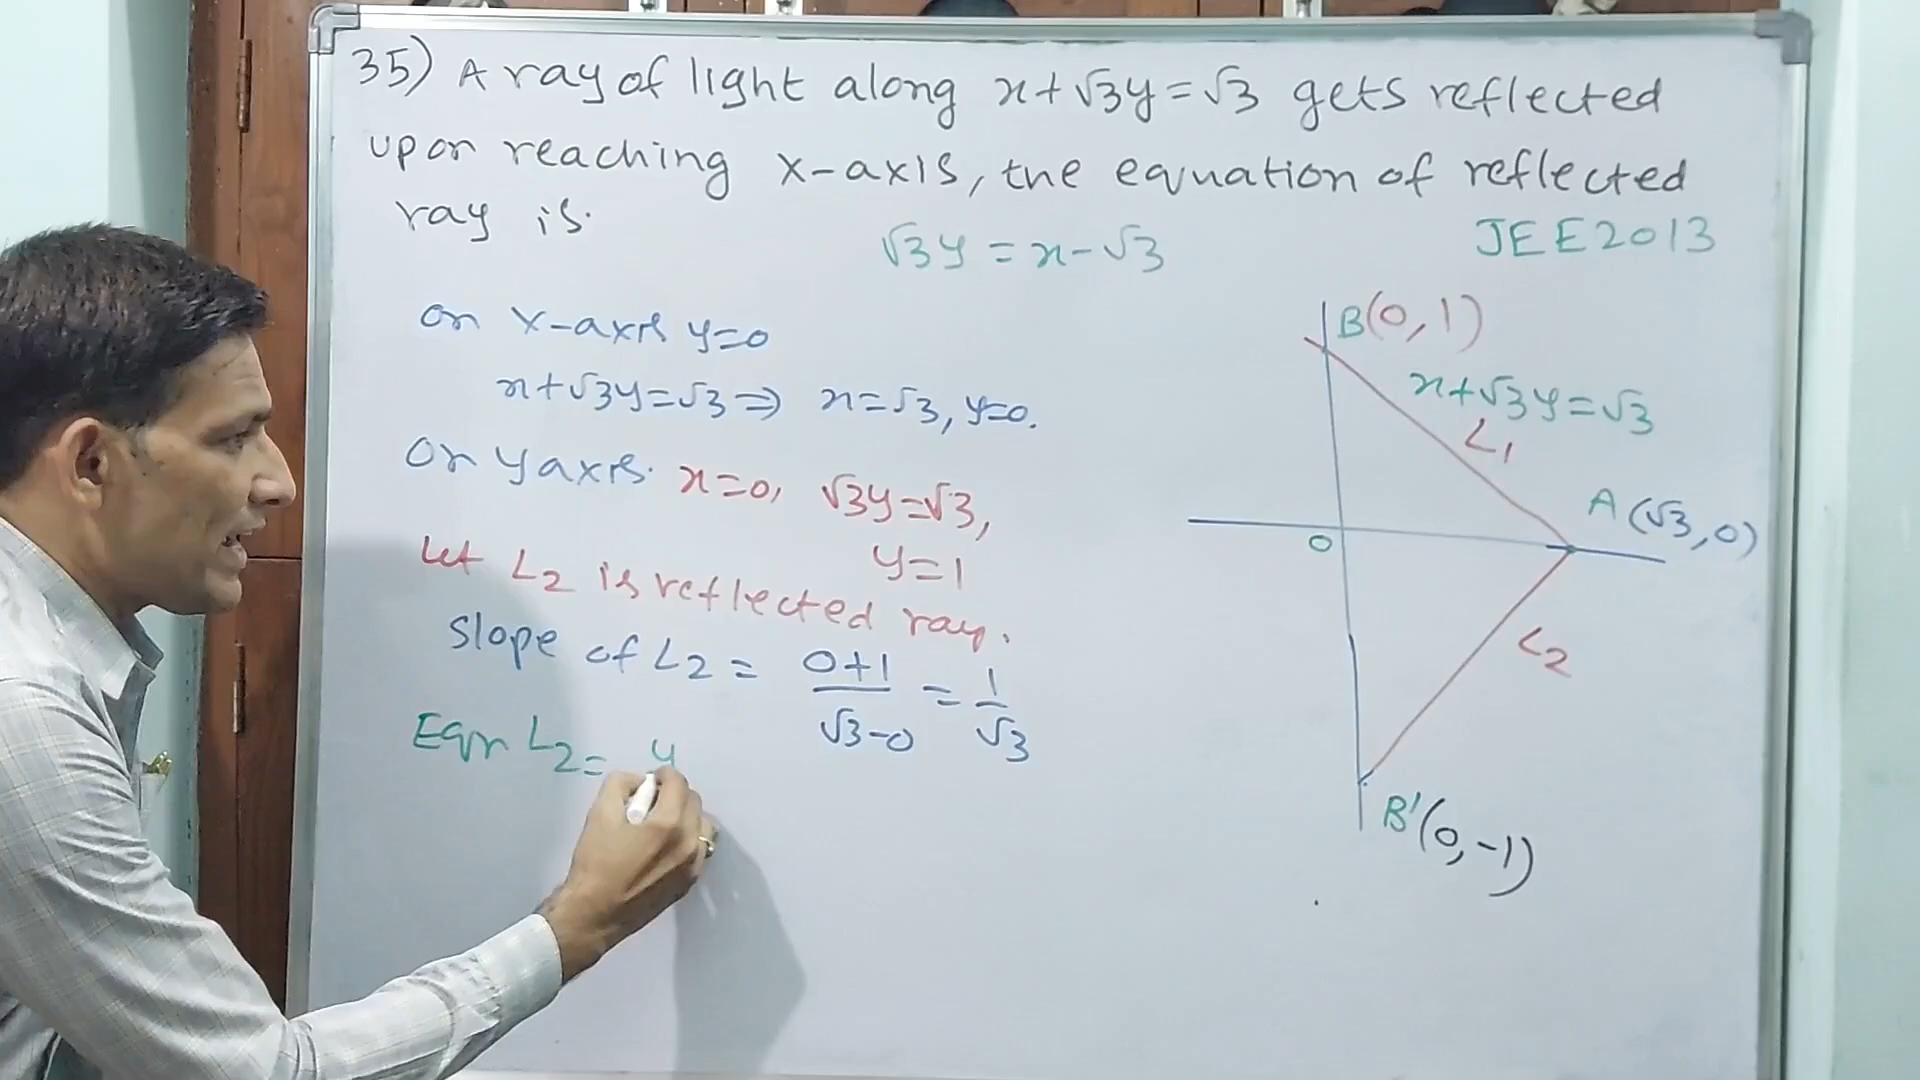 35) A ray of light along x+√3y=√3 gets reflected
upon reaching x-axis, the equation of reflected
ray is.
√3y = x-√3
JEE2013
on x-axis y=0
x+√3y=√3 ⇒ x=√3, y=0.
on y axis. x=0, √3y=√3,
y=1
Let L2 is reflected ray.
Slope of L2 = 0+1/√3-0 = 1/√3
Eqn L2 = y
B(0,1)
x+√3y=√3
L1
A(√3,0)
O
L2
B'(0,-1)